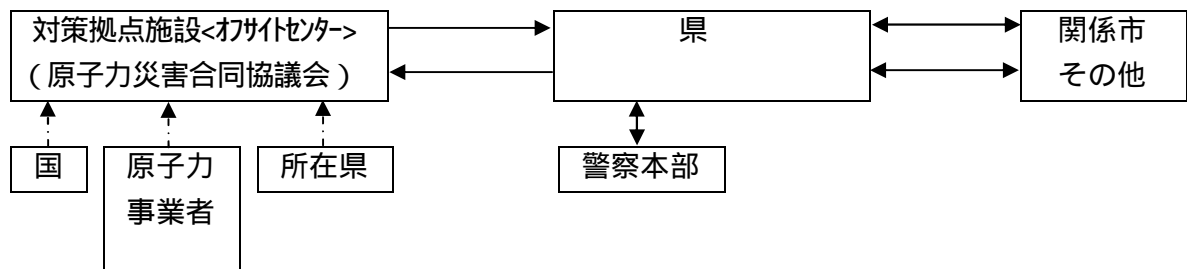 対策拠点施設<ｵﾌｻｲﾄｾﾝﾀｰ>
(原子力災害合同協議会)
県
関係市
その他
国
原子力
事業者
所在県
警察本部